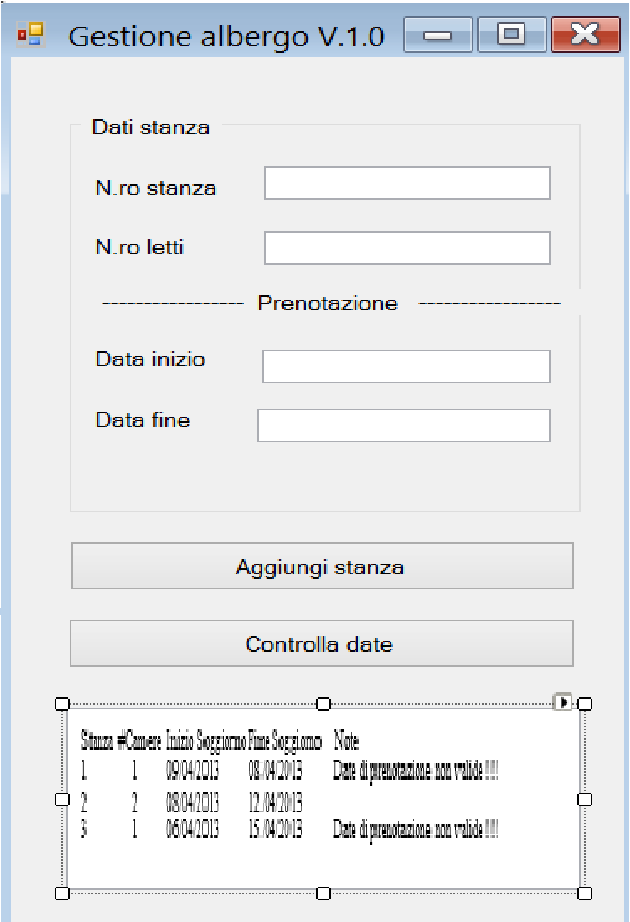 Gestione albergo V.1.0
Dati stanza
N.ro stanza
N.ro letti
----------------- Prenotazione -----------------
Data inizio
Data fine
Aggiungi stanza
Controlla date
Stanza #Camere Inizio Soggiorno Fine Soggiorno Note
1 1 09/04/2013 08/04/2013 Date di prenotazione non valide !!!!
2 2 08/04/2013 12/04/2013
3 1 06/04/2013 15/04/2013 Date di prenotazione non valide !!!!